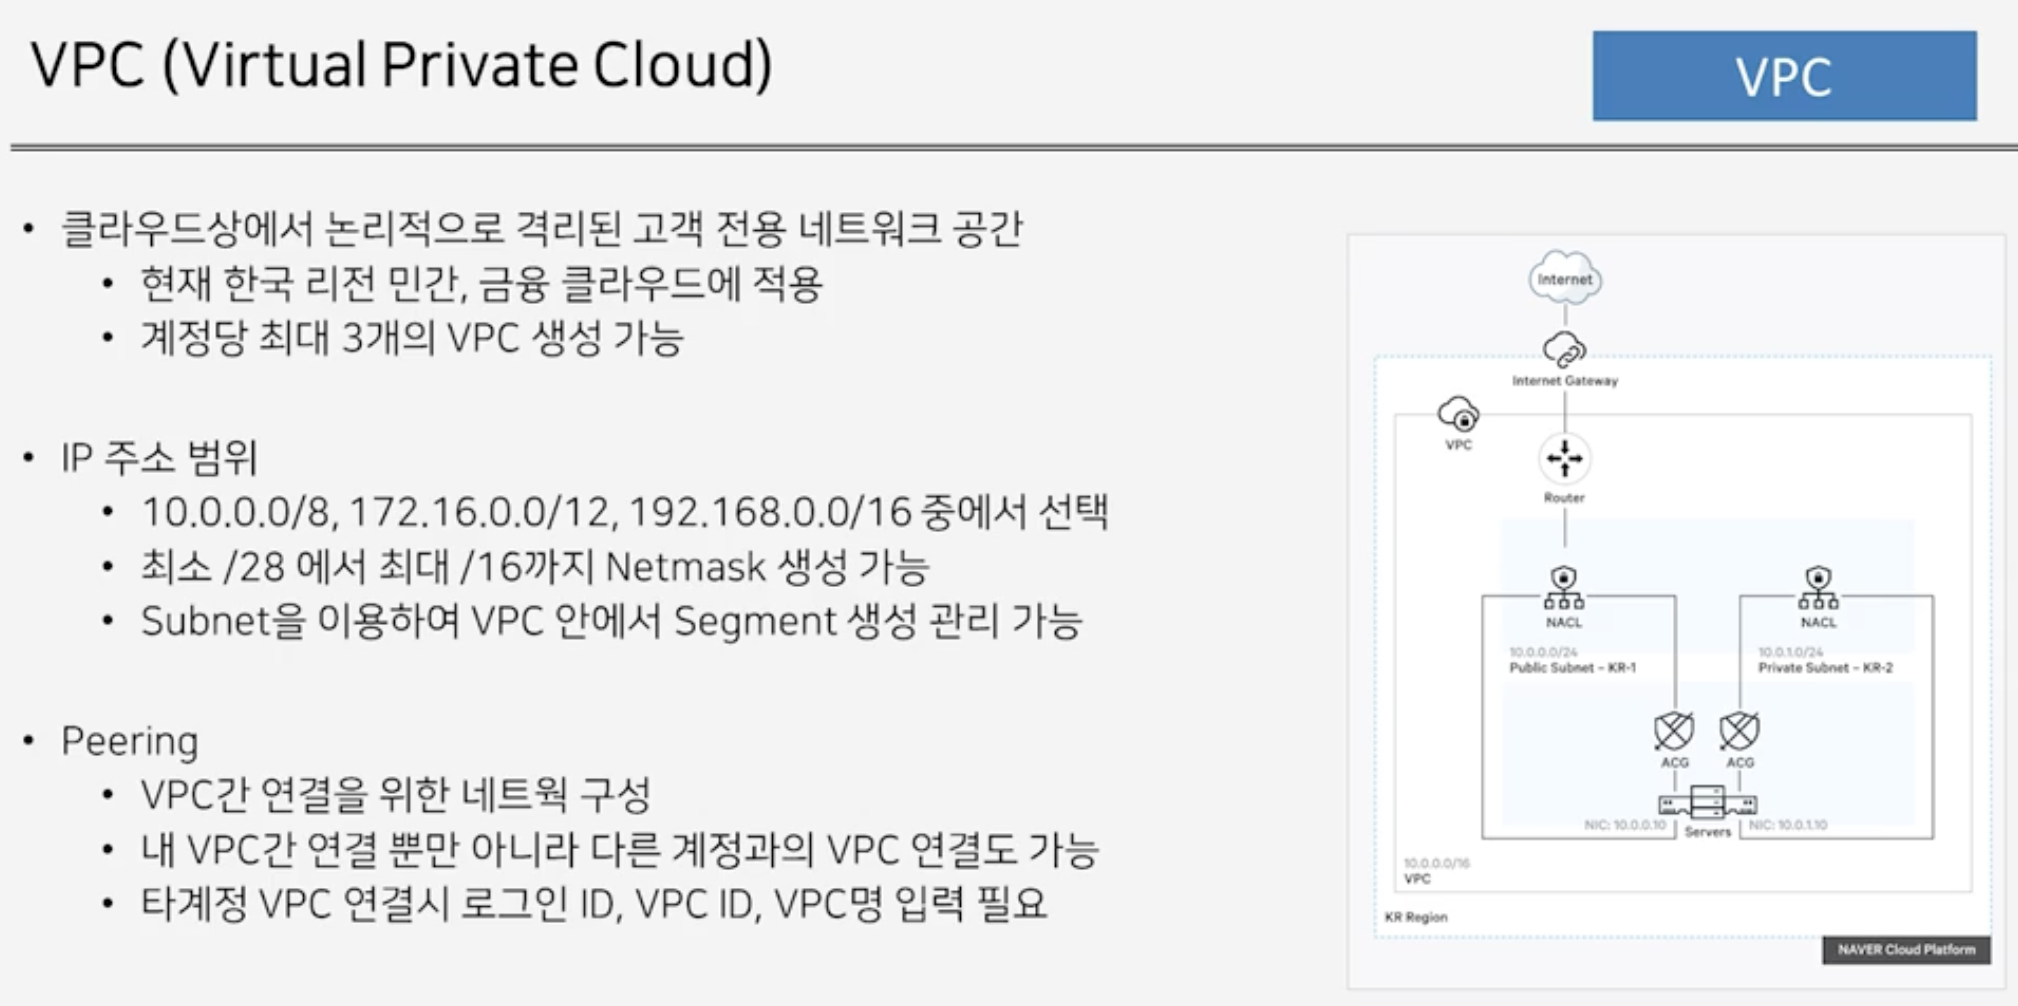 VPC (Virtual Private Cloud)
VPC
• 클라우드상에서 논리적으로 격리된 고객 전용 네트워크 공간
• 현재 한국 리전 민간, 금융 클라우드에 적용
• 계정당 최대 3개의 VPC 생성 가능
• IP 주소 범위
• 10.0.0.0/8, 172.16.0.0/12, 192.168.0.0/16 중에서 선택
• 최소 /28 에서 최대 /16까지 Netmask 생성 가능
• Subnet을 이용하여 VPC 안에서 Segment 생성 관리 가능
• Peering
• VPC간 연결을 위한 네트웍 구성
• 내 VPC간 연결 뿐만 아니라 다른 계정과의 VPC 연결도 가능
• 타계정 VPC 연결시 로그인 ID, VPC ID, VPC명 입력 필요
Internet
Internet Gateway
VPC
Router
NACL
NACL
10.0.0.0/24
Public Subnet – KR-1
10.0.1.0/24
Private Subnet – KR-2
ACG
ACG
NIC: 10.0.0.10
Servers
NIC: 10.0.1.10
10.0.0.0/16
VPC
KR Region
NAVER Cloud Platform